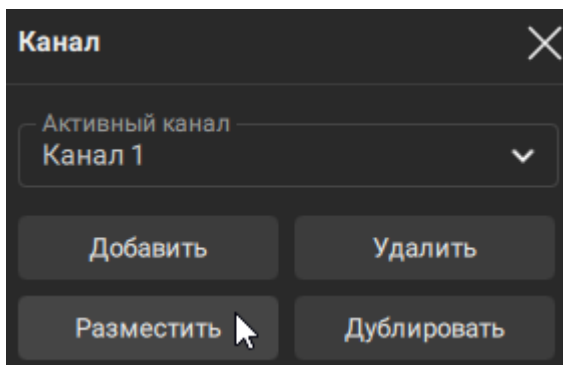 Канал
Активный канал
Канал 1
Добавить Удалить
Разместить Дублировать